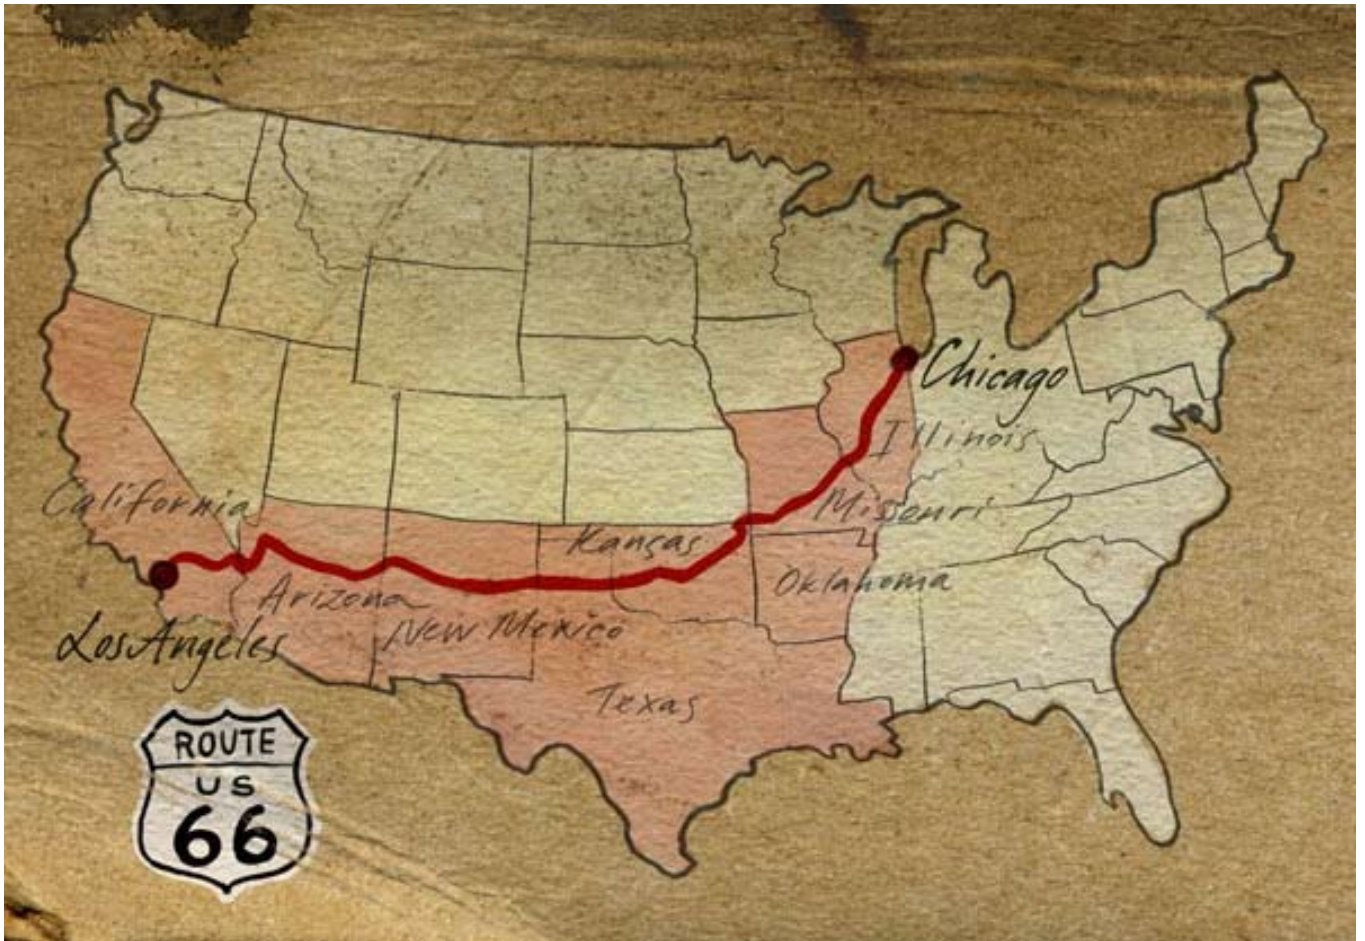 Chicago
Illinois
California
Missouri
Kansas
Oklahoma
Arizona
New Mexico
Los Angeles
Texas
ROUTE
US
66